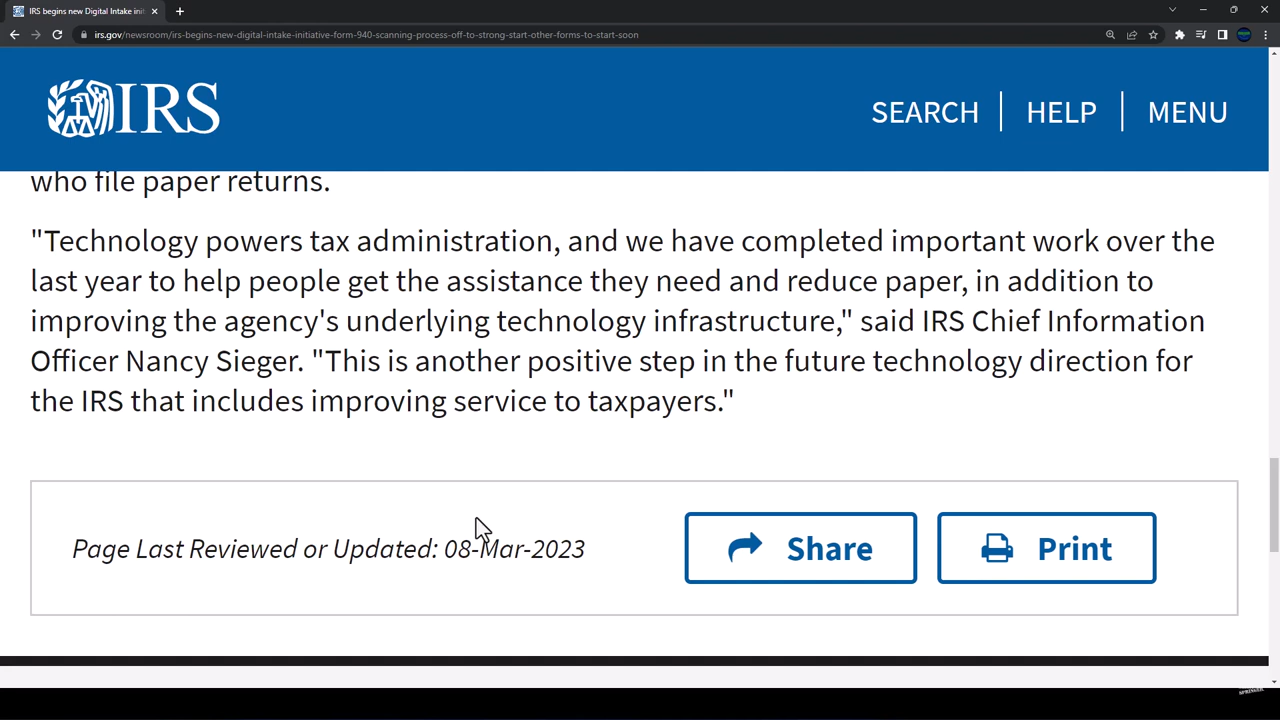 IRS begins new Digital Intake init
irs.gov/newsroom/irs-begins-new-digital-intake-initiative-form-940-scanning-process-off-to-strong-start-other-forms-to-start-soon
IRS
SEARCH HELP MENU
who file paper returns.
"Technology powers tax administration, and we have completed important work over the
last year to help people get the assistance they need and reduce paper, in addition to
improving the agency's underlying technology infrastructure," said IRS Chief Information
Officer Nancy Sieger. "This is another positive step in the future technology direction for
the IRS that includes improving service to taxpayers."
Page Last Reviewed or Updated: 08-Mar-2023
Share
Print